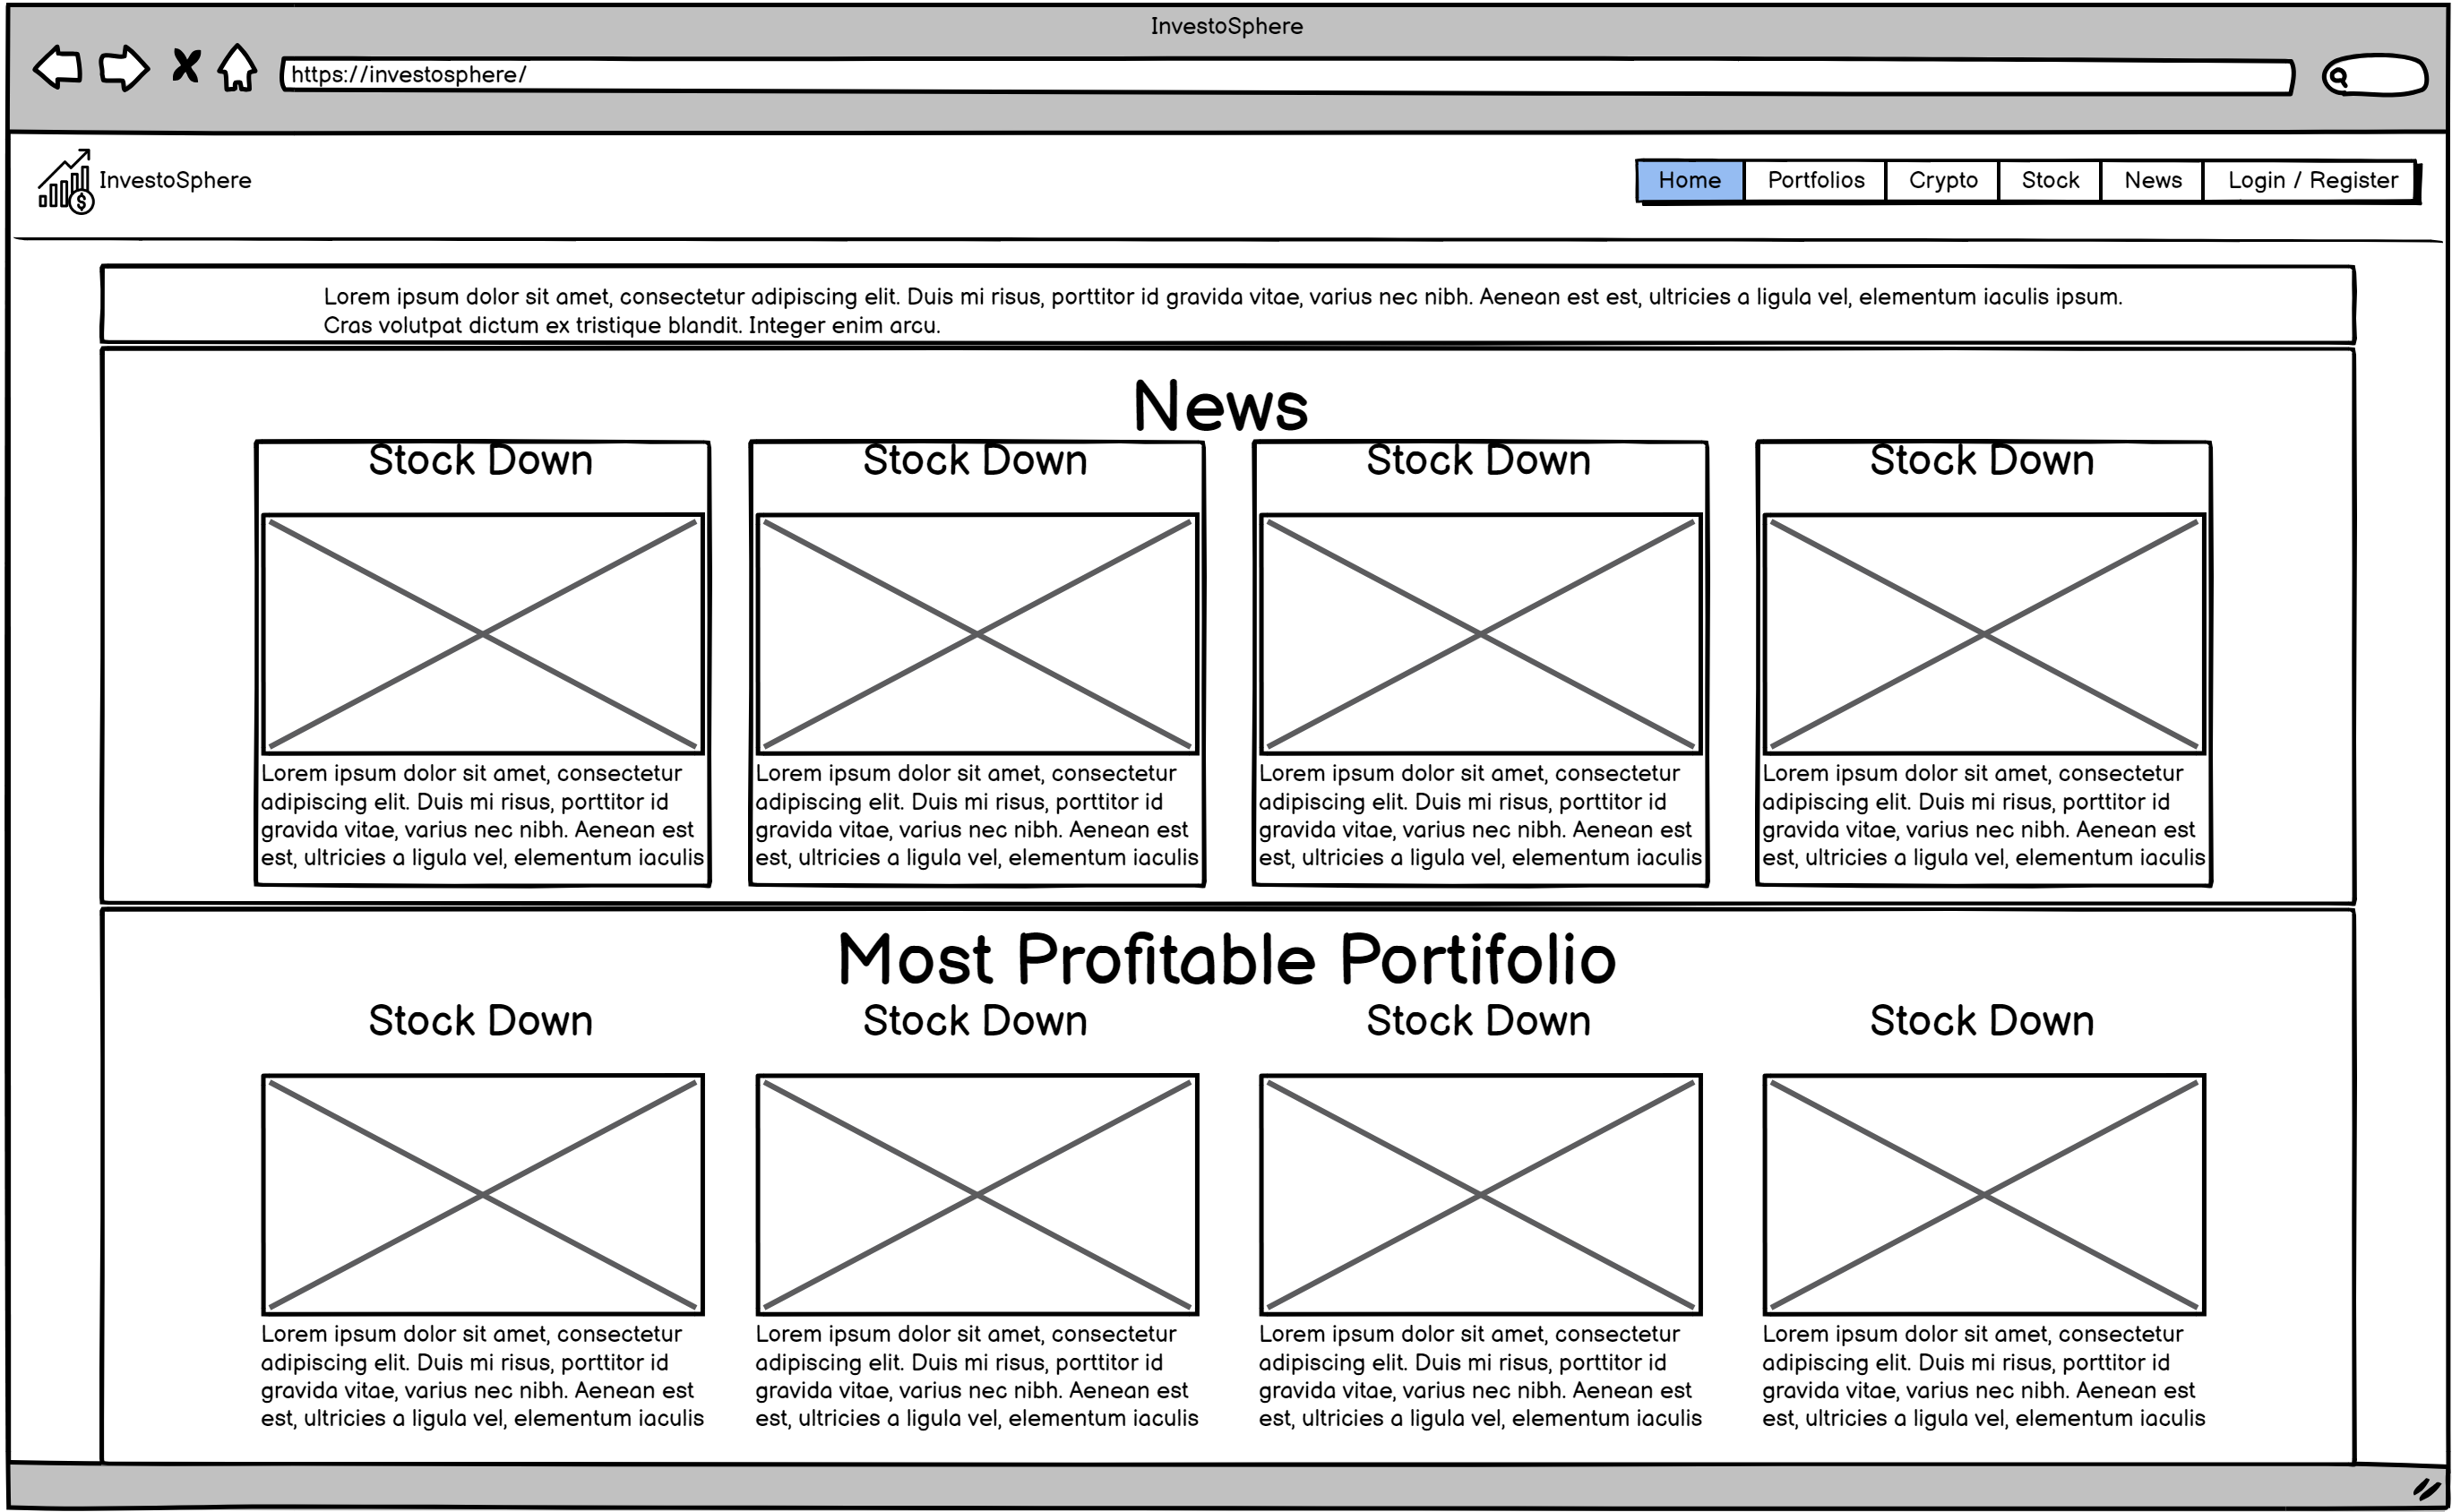 InvestoSphere
https://investosphere/
InvestoSphere
Home Portfolios Crypto Stock News Login / Register
Lorem ipsum dolor sit amet, consectetur adipiscing elit. Duis mi risus, porttitor id gravida vitae, varius nec nibh. Aenean est est, ultricies a ligula vel, elementum iaculis ipsum.
Cras volutpat dictum ex tristique blandit. Integer enim arcu.
News
Stock Down
Lorem ipsum dolor sit amet, consectetur
adipiscing elit. Duis mi risus, porttitor id
gravida vitae, varius nec nibh. Aenean est
est, ultricies a ligula vel, elementum iaculis
Stock Down
Lorem ipsum dolor sit amet, consectetur
adipiscing elit. Duis mi risus, porttitor id
gravida vitae, varius nec nibh. Aenean est
est, ultricies a ligula vel, elementum iaculis
Stock Down
Lorem ipsum dolor sit amet, consectetur
adipiscing elit. Duis mi risus, porttitor id
gravida vitae, varius nec nibh. Aenean est
est, ultricies a ligula vel, elementum iaculis
Stock Down
Lorem ipsum dolor sit amet, consectetur
adipiscing elit. Duis mi risus, porttitor id
gravida vitae, varius nec nibh. Aenean est
est, ultricies a ligula vel, elementum iaculis
Most Profitable Portifolio
Stock Down
Lorem ipsum dolor sit amet, consectetur
adipiscing elit. Duis mi risus, porttitor id
gravida vitae, varius nec nibh. Aenean est
est, ultricies a ligula vel, elementum iaculis
Stock Down
Lorem ipsum dolor sit amet, consectetur
adipiscing elit. Duis mi risus, porttitor id
gravida vitae, varius nec nibh. Aenean est
est, ultricies a ligula vel, elementum iaculis
Stock Down
Lorem ipsum dolor sit amet, consectetur
adipiscing elit. Duis mi risus, porttitor id
gravida vitae, varius nec nibh. Aenean est
est, ultricies a ligula vel, elementum iaculis
Stock Down
Lorem ipsum dolor sit amet, consectetur
adipiscing elit. Duis mi risus, porttitor id
gravida vitae, varius nec nibh. Aenean est
est, ultricies a ligula vel, elementum iaculis